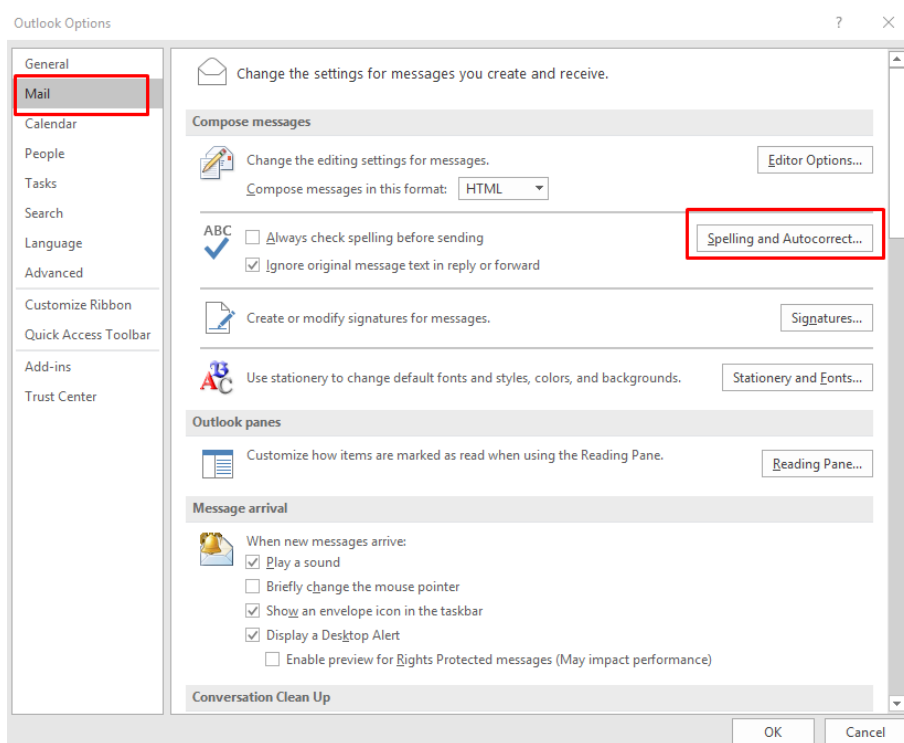 Outlook Options
General
Mail
Calendar
People
Tasks
Search
Language
Advanced
Customize Ribbon
Quick Access Toolbar
Add-ins
Trust Center
Change the settings for messages you create and receive.
Compose messages
Change the editing settings for messages.
Editor Options...
Compose messages in this format: HTML
ABC
Always check spelling before sending
Spelling and Autocorrect...
Ignore original message text in reply or forward
Create or modify signatures for messages.
Signatures...
Use stationery to change default fonts and styles, colors, and backgrounds.
Stationery and Fonts...
Outlook panes
Customize how items are marked as read when using the Reading Pane.
Reading Pane...
Message arrival
When new messages arrive:
Play a sound
Briefly change the mouse pointer
Show an envelope icon in the taskbar
Display a Desktop Alert
Enable preview for Rights Protected messages (May impact performance)
Conversation Clean Up
OK
Cancel